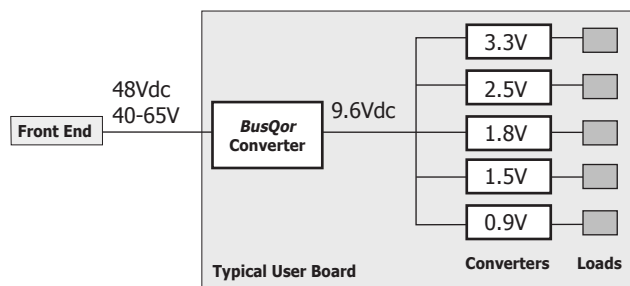 3.3V
48Vdc
40-65V
2.5V
Front End
BusQor
Converter
9.6Vdc
1.8V
1.5V
0.9V
Typical User Board
Converters
Loads